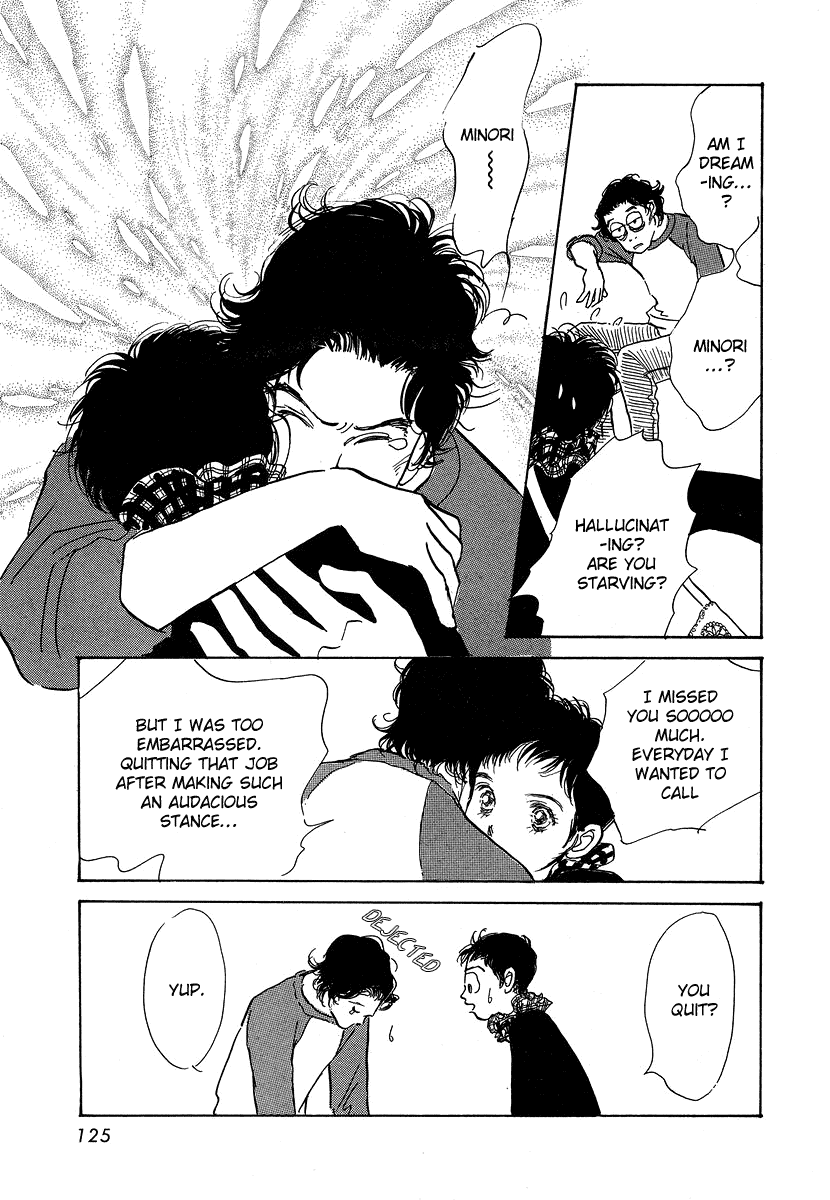 AM I
DREAM
-ING...
?
MINORI
...?
HALLUCINAT
-ING?
ARE YOU
STARVING?
MINORI
I MISSED
YOU SOOOOO
MUCH.
EVERYDAY I
WANTED TO
CALL
BUT I WAS TOO
EMBARRASSED.
QUITTING THAT JOB
AFTER MAKING SUCH
AN AUDACIOUS
STANCE...
YOU
QUIT?
DEJECTED
YUP.
125